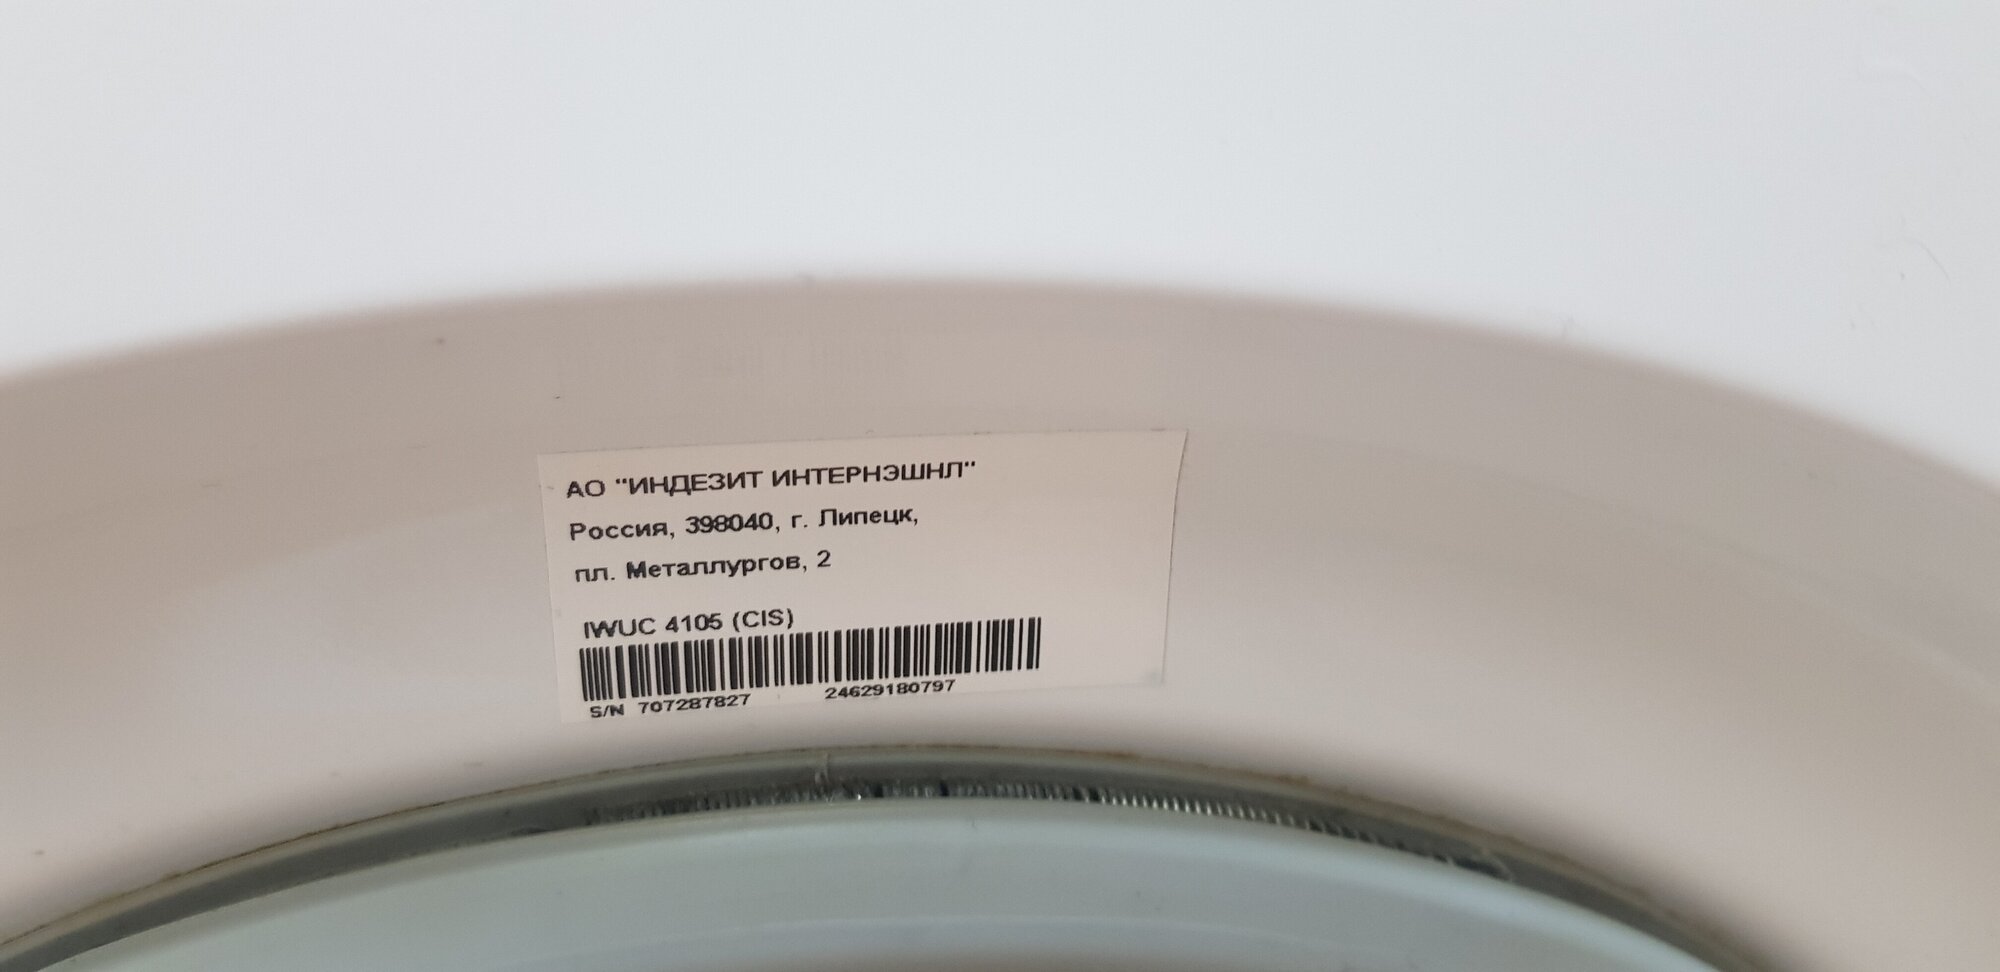 АО "ИНДЕЗИТ ИНТЕРНЭШНЛ"
Россия, 398040, г. Липецк,
пл. Металлургов, 2
IWUC 4105 (CIS)
S/N 707287827 24629180797